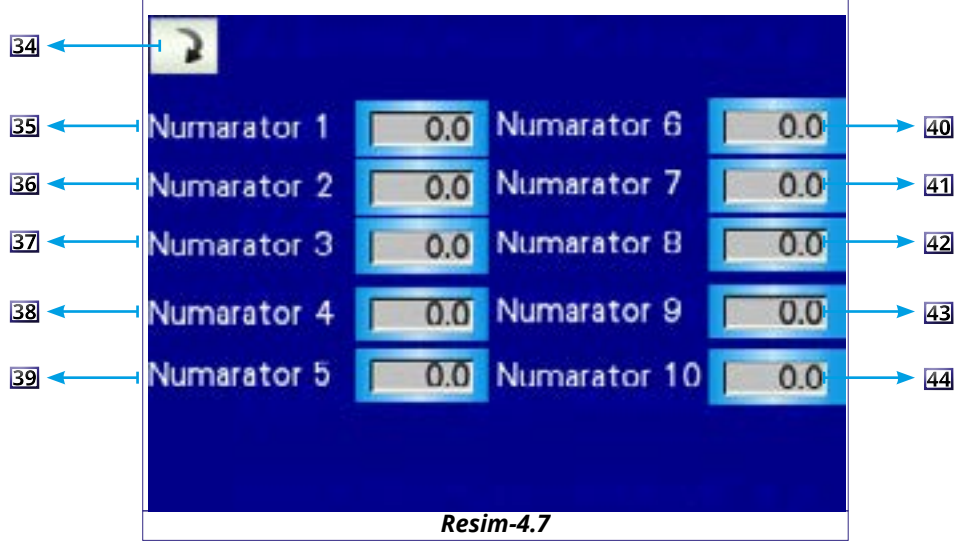 34
35 Numarator 1 0.0 Numarator 6 0.0 40
36 Numarator 2 0.0 Numarator 7 0.0 41
37 Numarator 3 0.0 Numarator 8 0.0 42
38 Numarator 4 0.0 Numarator 9 0.0 43
39 Numarator 5 0.0 Numarator 10 0.0 44
Resim-4.7